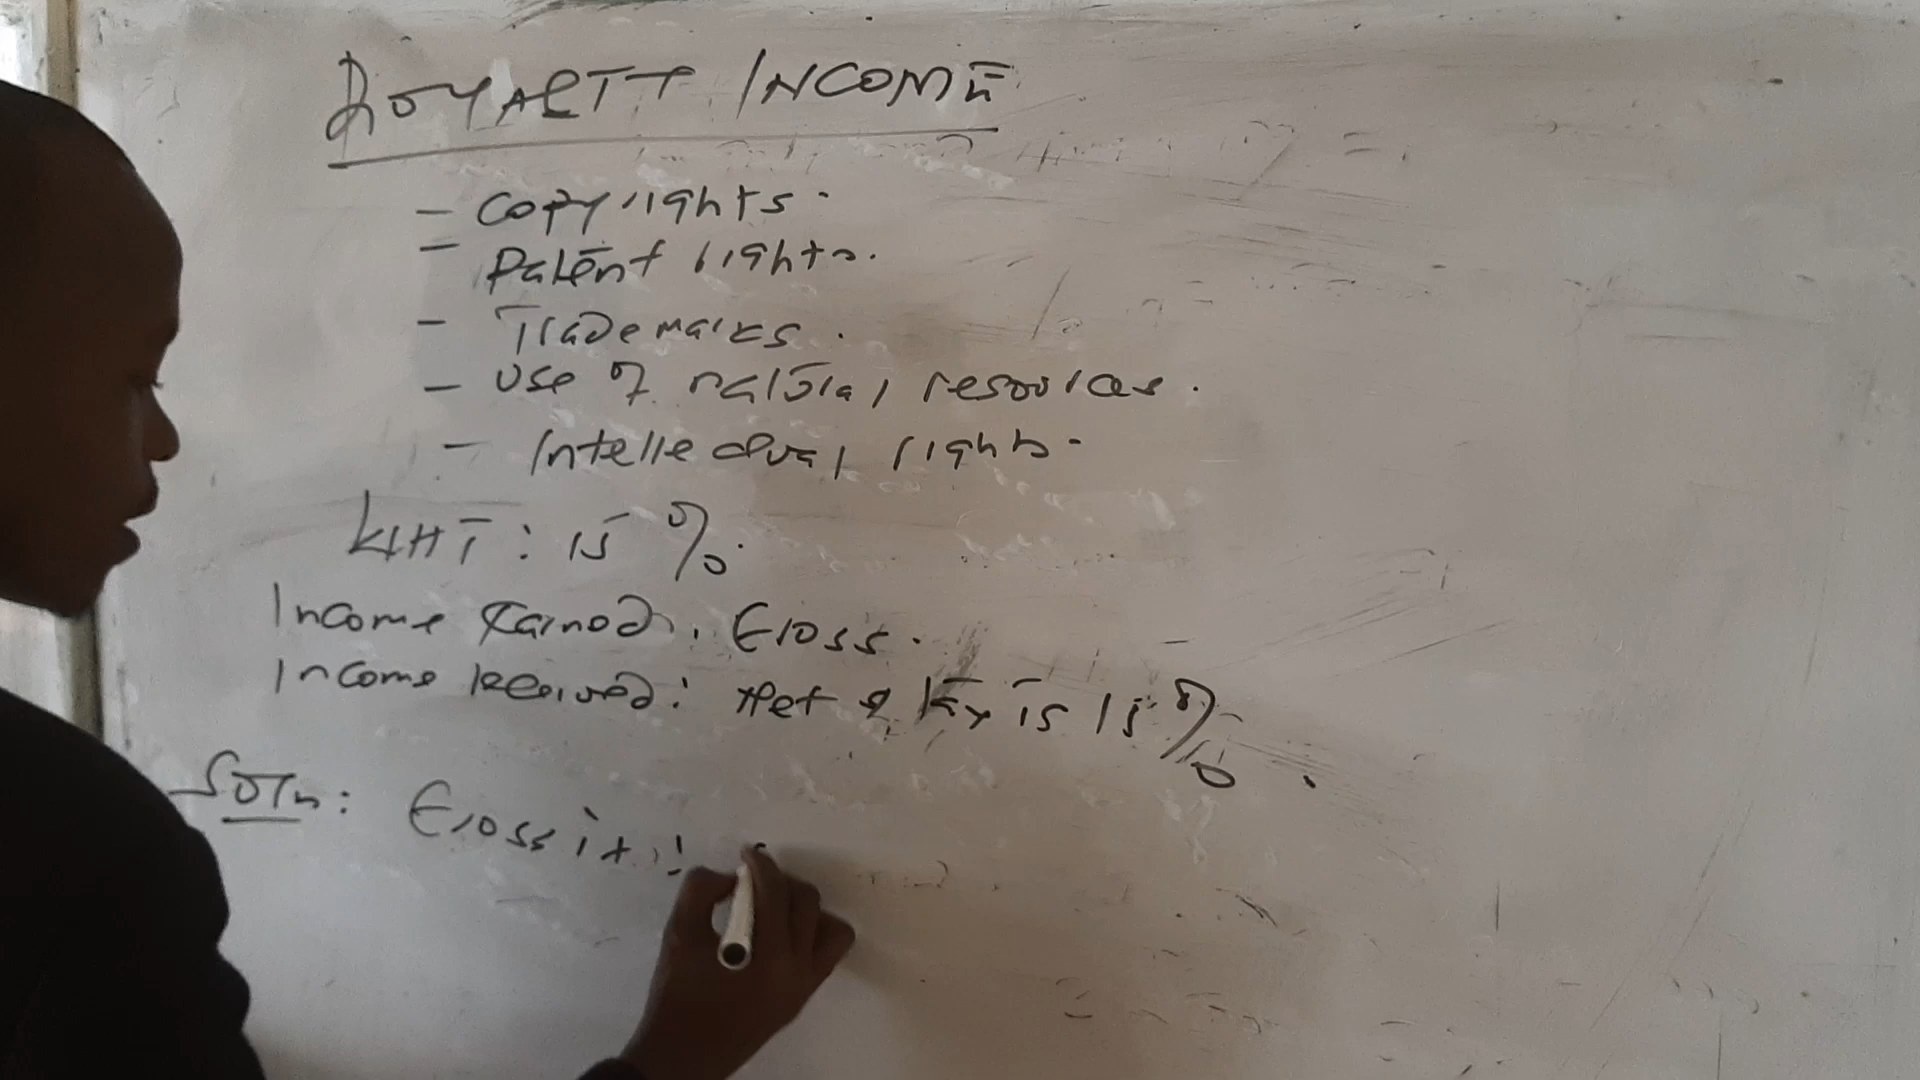 ROYALTY INCOME
- Copyrights.
- Patent rights.
- Trademarks.
- Use of natural resources.
- Intellectual rights.
WHT: 15%.
Income Earned: Gross.
Income Received: Net & Tax is 15%.
Soln: Gross it: